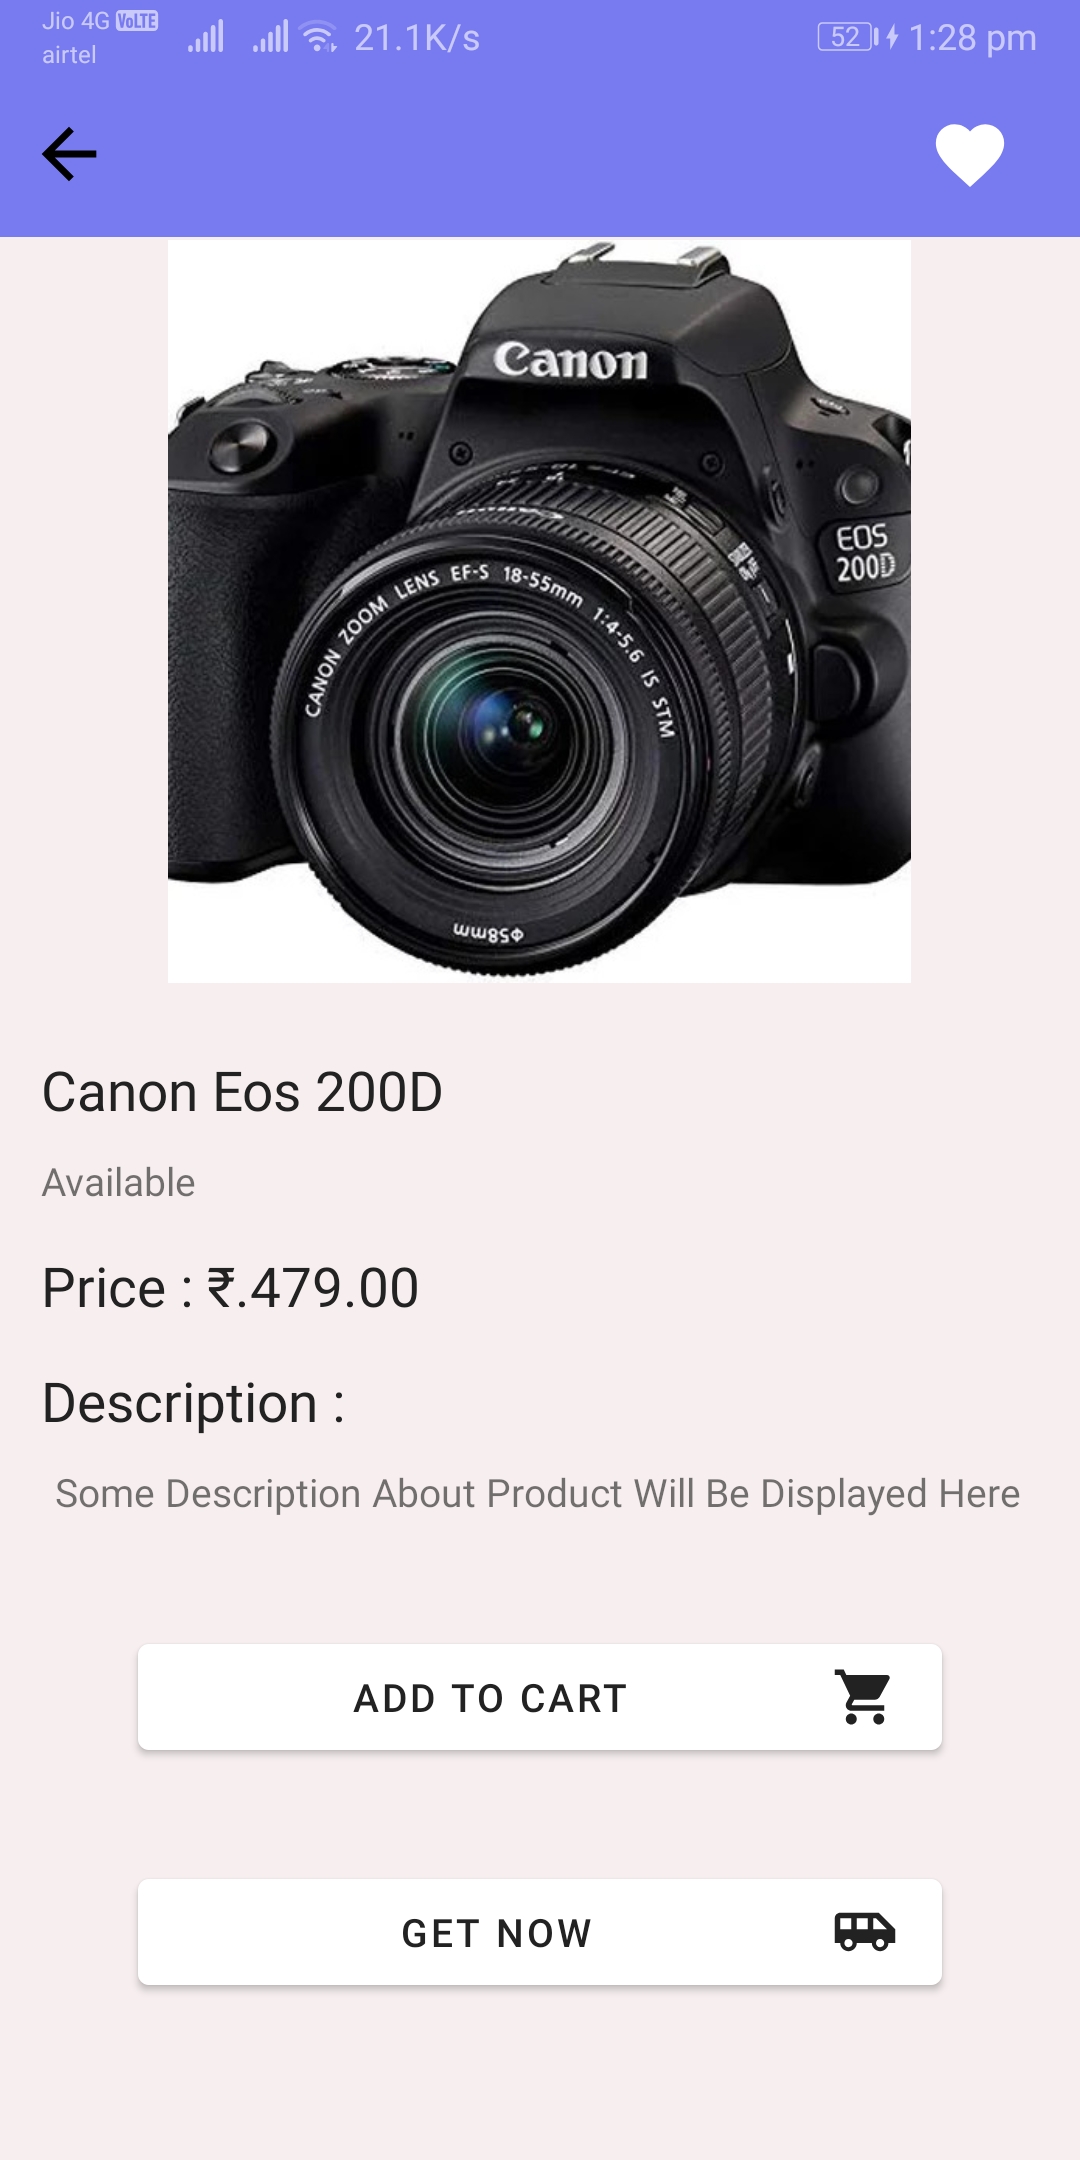 Jio 4G VoLTE
airtel
21.1K/s
52
1:28 pm
Canon
EOS
200D
CANON ZOOM LENS EF-S 18-55mm 1:4-5.6 IS STM
Φ58mm
Canon Eos 200D
Available
Price : ₹.479.00
Description :
Some Description About Product Will Be Displayed Here
ADD TO CART
GET NOW